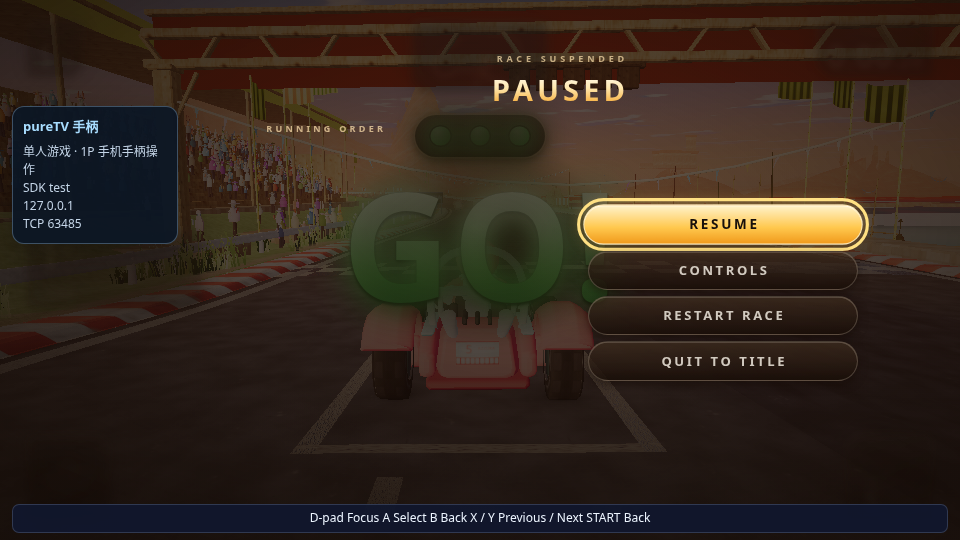 RACE SUSPENDED
PAUSED
RUNNING ORDER
pureTV 手柄
单人游戏 · 1P 手机手柄操
作
SDK test
127.0.0.1
TCP 63485
GO
RESUME
CONTROLS
RESTART RACE
QUIT TO TITLE
D-pad Focus A Select B Back X / Y Previous / Next START Back